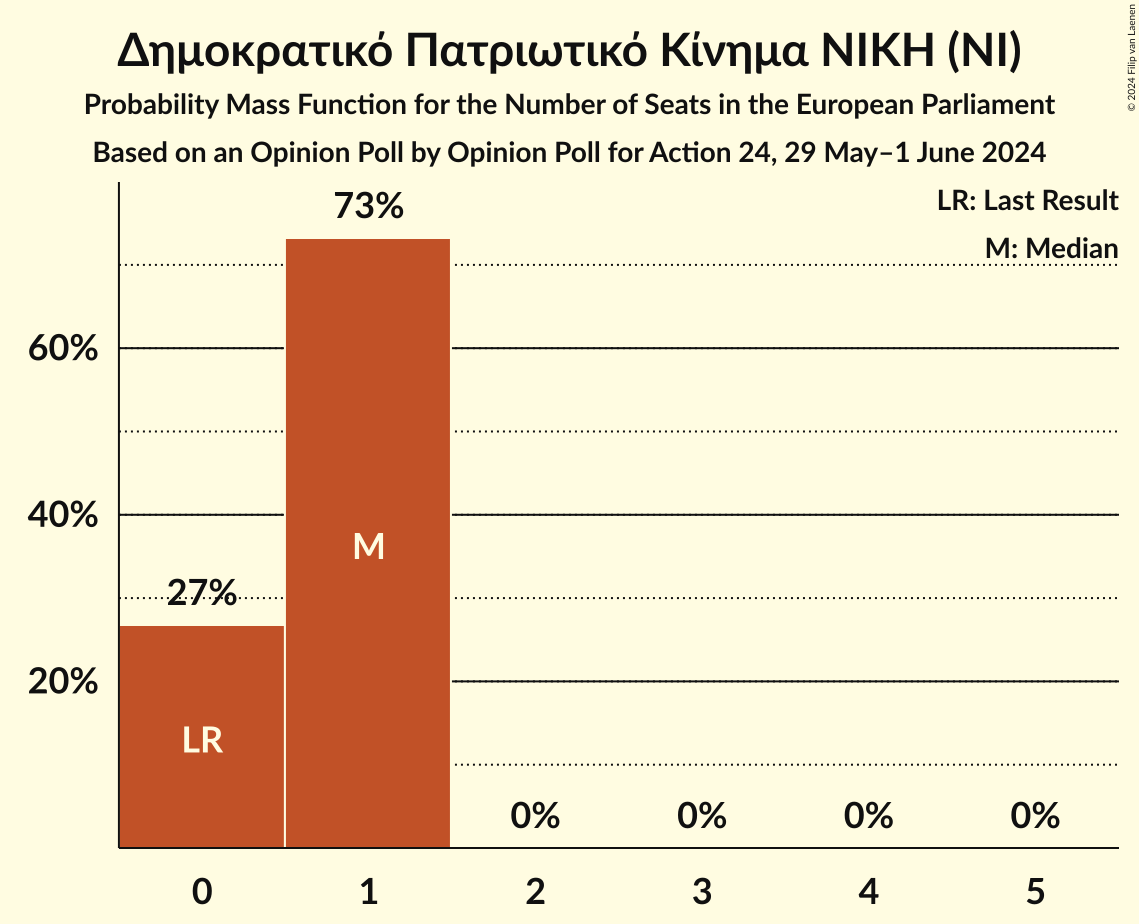 Δημοκρατικό Πατριωτικό Κίνημα ΝΙΚΗ (NI)
Probability Mass Function for the Number of Seats in the European Parliament
Based on an Opinion Poll by Opinion Poll for Action 24, 29 May–1 June 2024
© 2024 Filip van Laenen
LR: Last Result
M: Median
73%
60%
40%
M
27%
20%
LR
0% 0% 0% 0%
0 1 2 3 4 5